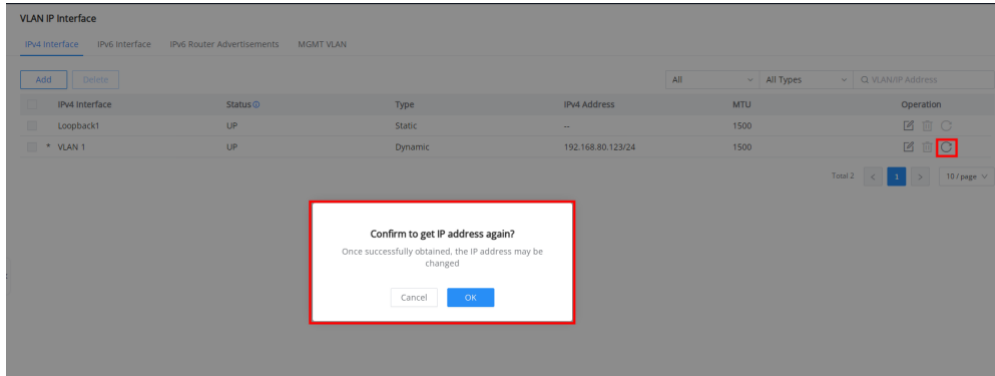 VLAN IP Interface
IPv4 Interface IPv6 Interface IPv6 Router Advertisements MGMT VLAN
Add Delete All All Types VLAN/IP Address
IPv4 Interface Status Type IPv4 Address MTU Operation
Loopback1 UP Static -- 1500
* VLAN 1 UP Dynamic 192.168.80.123/24 1500
Total 2 < 1 > 10 / page
Confirm to get IP address again?
Once successfully obtained, the IP address may be
changed
Cancel OK